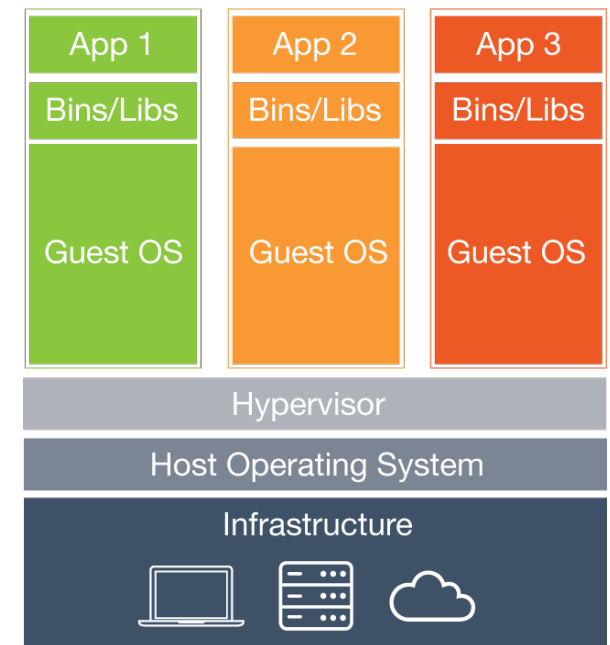 App 1
App 2
App 3
Bins/Libs
Bins/Libs
Bins/Libs
Guest OS
Guest OS
Guest OS
Hypervisor
Host Operating System
Infrastructure